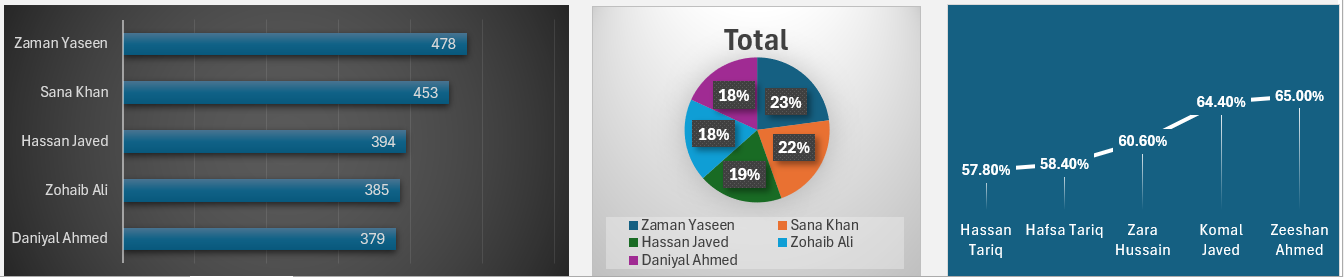 Zaman Yaseen 478
Sana Khan 453
Hassan Javed 394
Zohaib Ali 385
Daniyal Ahmed 379
Total
23%
22%
19%
18%
18%
Zaman Yaseen Sana Khan
Hassan Javed Zohaib Ali
Daniyal Ahmed
57.80% 58.40% 60.60% 64.40% 65.00%
Hassan Hafsa Tariq Zara Komal Zeeshan
Tariq Hussain Javed Ahmed